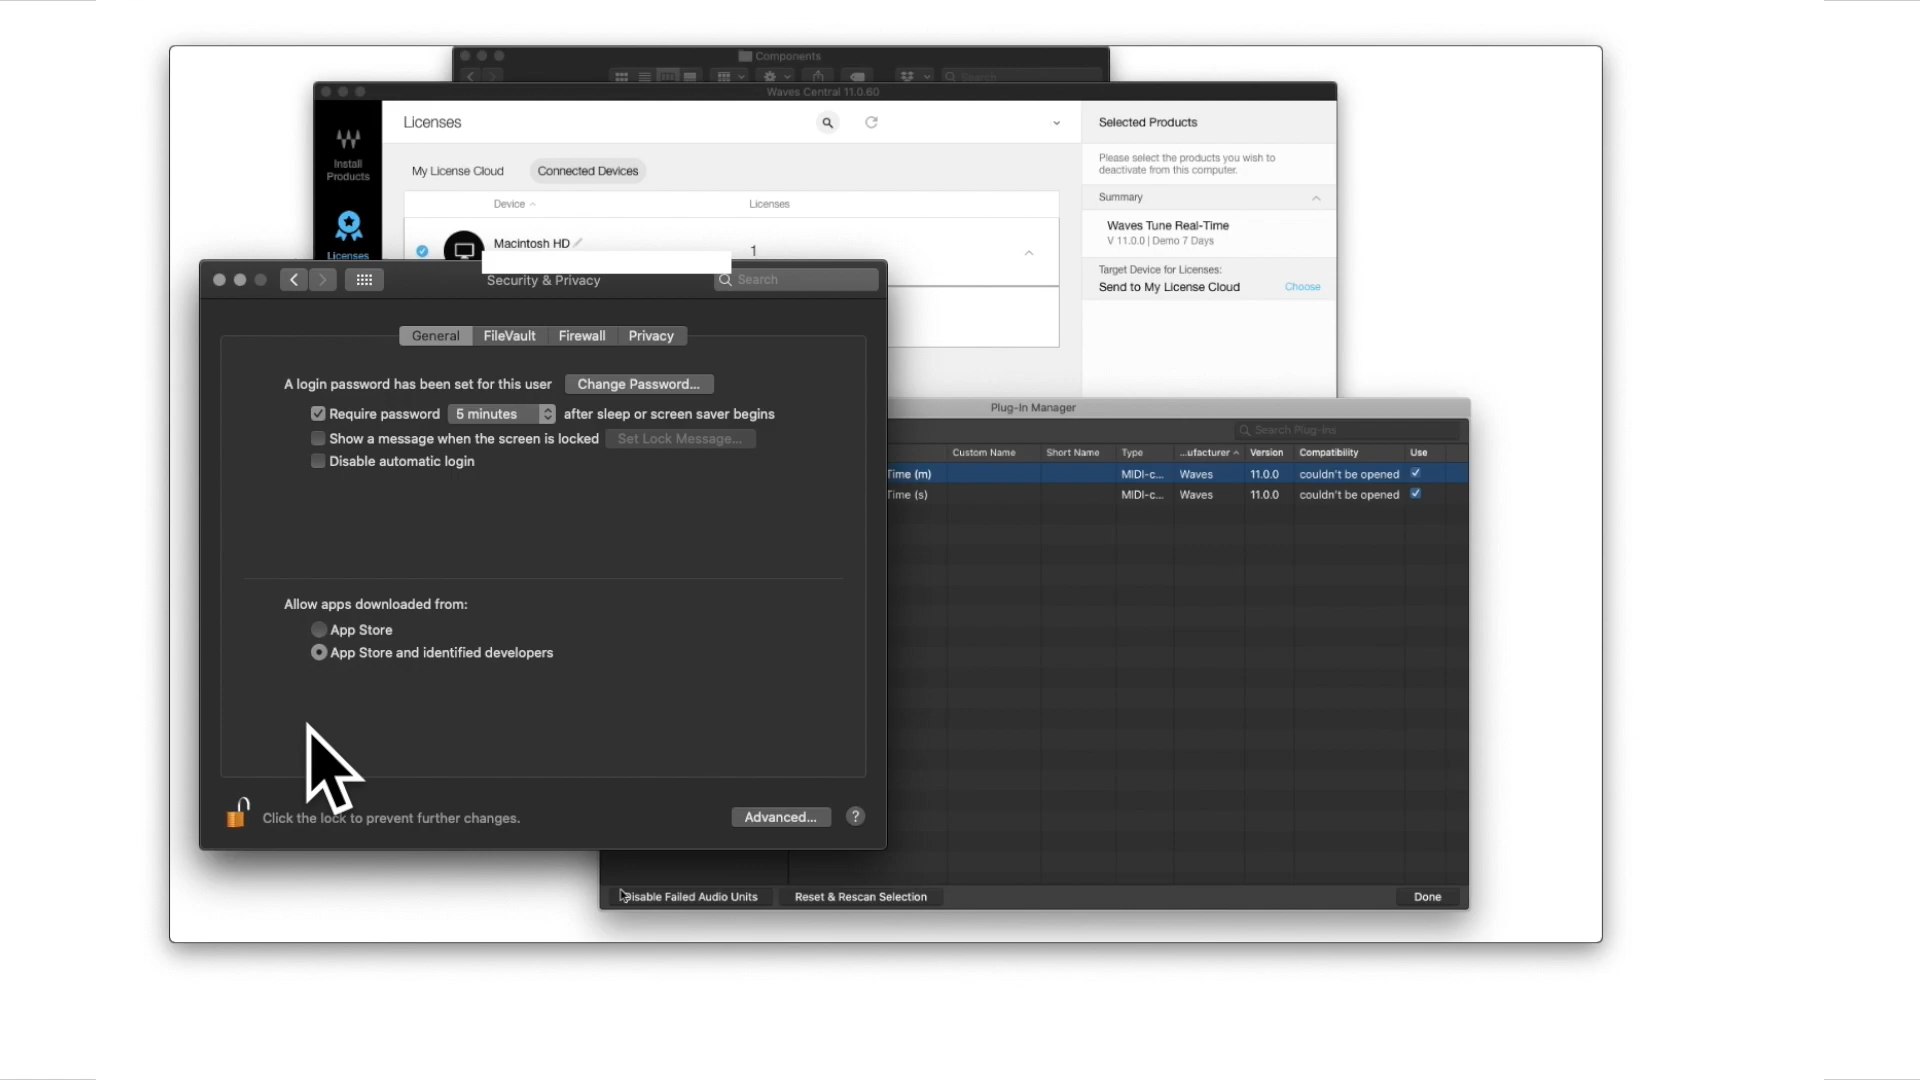 Components
Search
Waves Central 11.0.60
Install
Products
Licenses
Licenses
My License Cloud
Connected Devices
Device
Licenses
Macintosh HD
1
Selected Products
Please select the products you wish to
deactivate from this computer.
Summary
Waves Tune Real-Time
V 11.0.0 | Demo 7 Days
Target Device for Licenses:
Send to My License Cloud
Choose
Security & Privacy
Search
General
FileVault
Firewall
Privacy
A login password has been set for this user
Change Password...
Require password
5 minutes
after sleep or screen saver begins
Show a message when the screen is locked
Set Lock Message...
Disable automatic login
Allow apps downloaded from:
App Store
App Store and identified developers
Click the lock to prevent further changes.
Advanced...
?
Plug-In Manager
Search Plug-ins
Custom Name
Short Name
Type
...ufacturer
Version
Compatibility
Use
Time (m)
MIDI-c...
Waves
11.0.0
couldn't be opened
Time (s)
MIDI-c...
Waves
11.0.0
couldn't be opened
Disable Failed Audio Units
Reset & Rescan Selection
Done